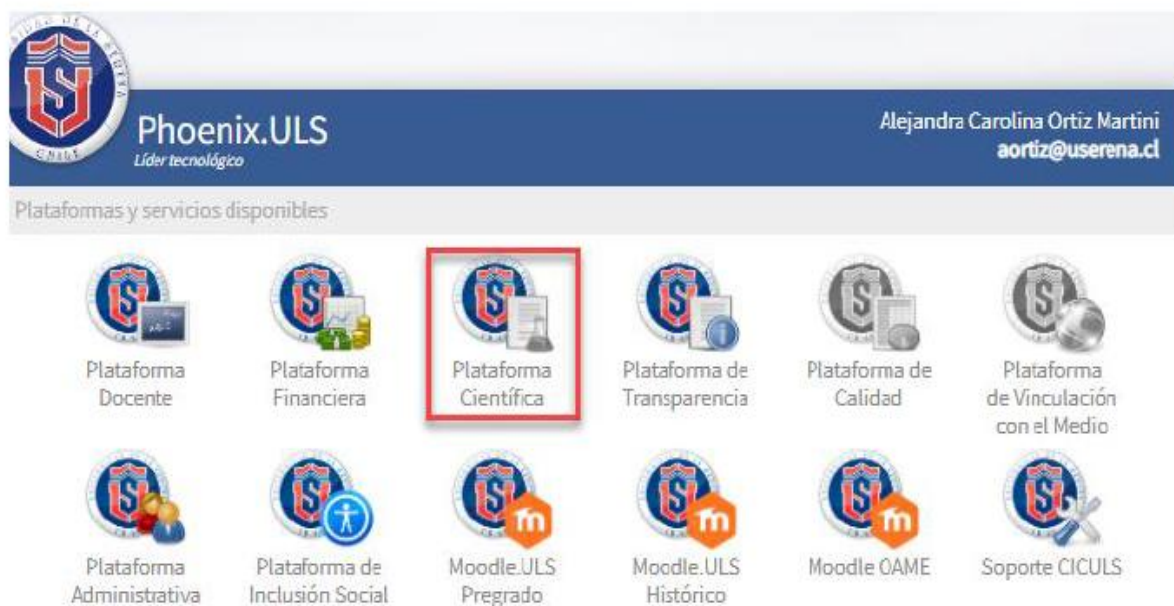 Phoenix.ULS
Líder tecnológico
Alejandra Carolina Ortiz Martini
aortiz@userena.cl
Plataformas y servicios disponibles
Plataforma
Docente
Plataforma
Financiera
Plataforma
Científica
Plataforma de
Transparencia
Plataforma de
Calidad
Plataforma
de Vinculación
con el Medio
Plataforma
Administrativa
Plataforma de
Inclusión Social
Moodle.ULS
Pregrado
Moodle.ULS
Histórico
Moodle OAME
Soporte CICULS